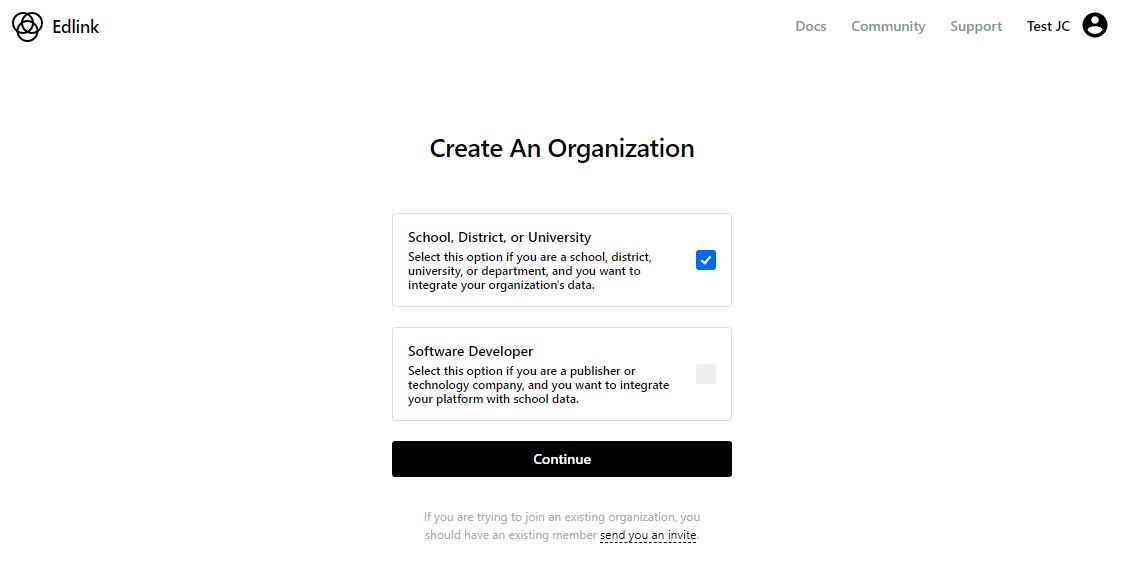 Edlink
Docs
Community
Support
Test JC
Create An Organization
School, District, or University
Select this option if you are a school, district,
university, or department, and you want to
integrate your organization's data.
Software Developer
Select this option if you are a publisher or
technology company, and you want to integrate
your platform with school data.
Continue
If you are trying to join an existing organization, you
should have an existing member send you an invite.